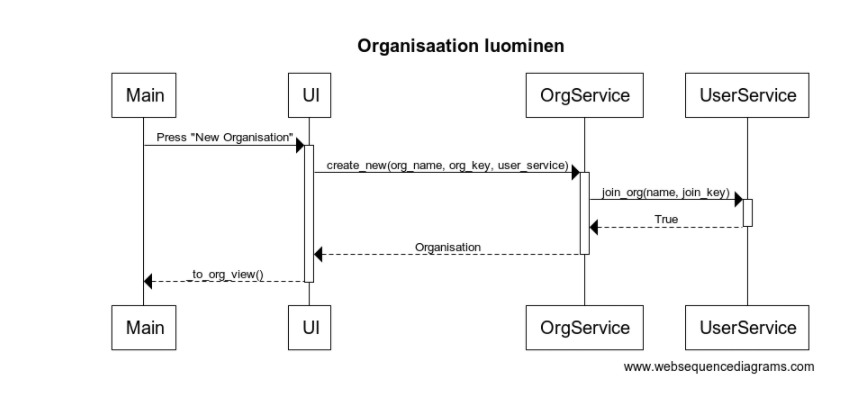 Organisaation luominen
Main
UI
OrgService
UserService
Press "New Organisation"
create_new(org_name, org_key, user_service)
join_org(name, join_key)
True
Organisation
_to_org_view()
Main
UI
OrgService
UserService
www.websequencediagrams.com